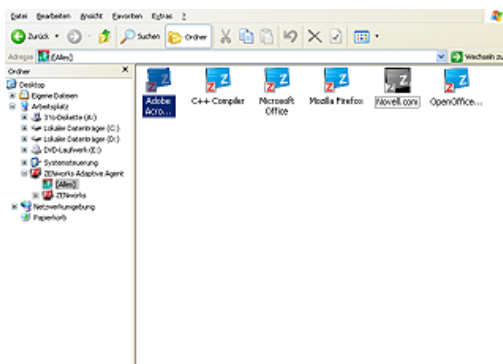 Datei Bearbeiten Ansicht Favoriten Extras ?
Zurück Suchen Ordner
Adresse [Alles] Wechseln zu
Ordner
Desktop
Eigene Dateien
Arbeitsplatz
3½-Diskette (A:)
Lokaler Datenträger (C:)
Lokaler Datenträger (D:)
DVD-Laufwerk (E:)
Systemsteuerung
ZENworks Adaptive Agent
[Alles]
ZENworks
Netzwerkumgebung
Papierkorb
Adobe Acro...
C++ Compiler
Microsoft Office
Mozilla Firefox
Novell.com
OpenOffice...